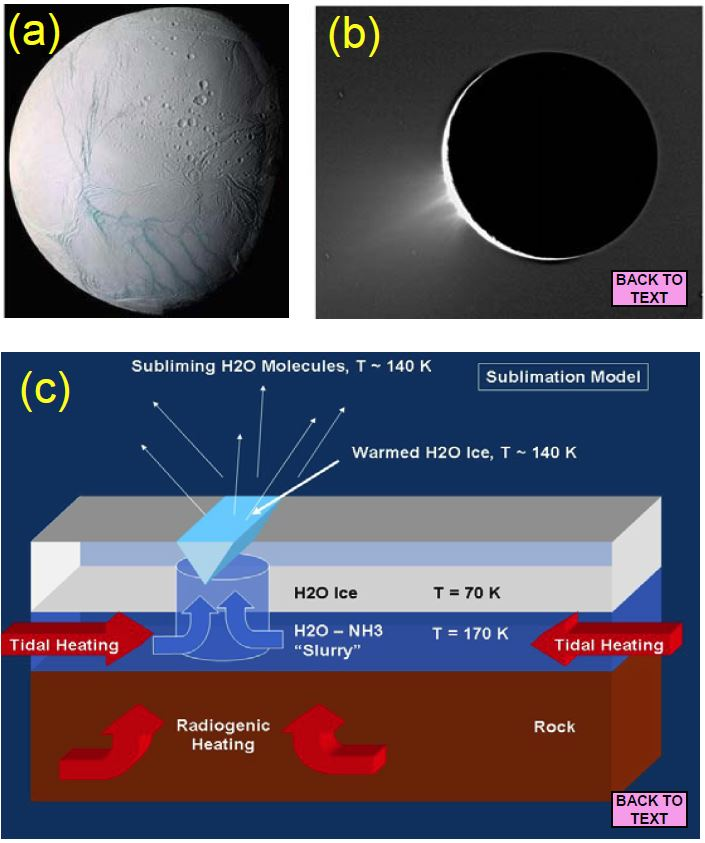 (a)
(b)
BACK TO
TEXT
(c)
Subliming H2O Molecules, T ~ 140 K
Sublimation Model
Warmed H2O Ice, T ~ 140 K
H2O Ice T = 70 K
H2O – NH3 T = 170 K
"Slurry"
Tidal Heating
Tidal Heating
Radiogenic
Heating
Rock
BACK TO
TEXT